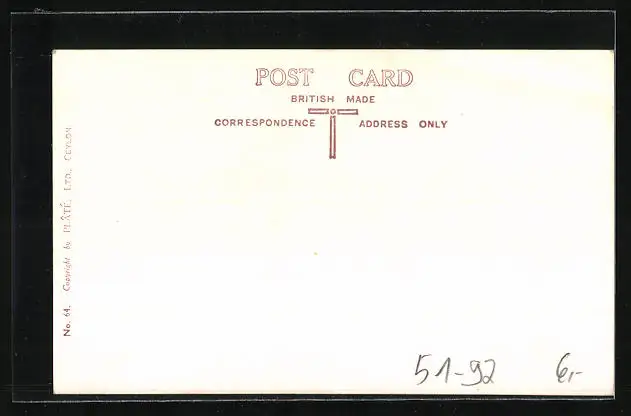 POST CARD
BRITISH MADE
CORRESPONDENCE ADDRESS ONLY
No. 64. Copyright by PLÂTÉ LTD., CEYLON.
51-92 6,-